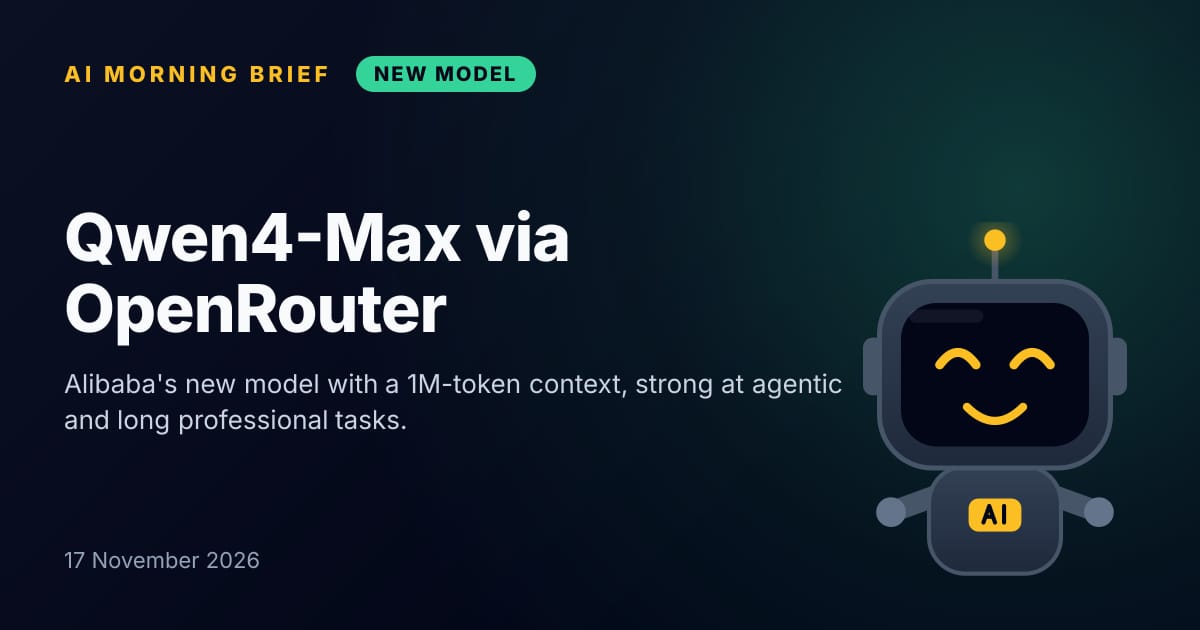 AI MORNING BRIEF
NEW MODEL
Qwen4-Max via
OpenRouter
Alibaba's new model with a 1M-token context, strong at agentic
and long professional tasks.
AI
17 November 2026